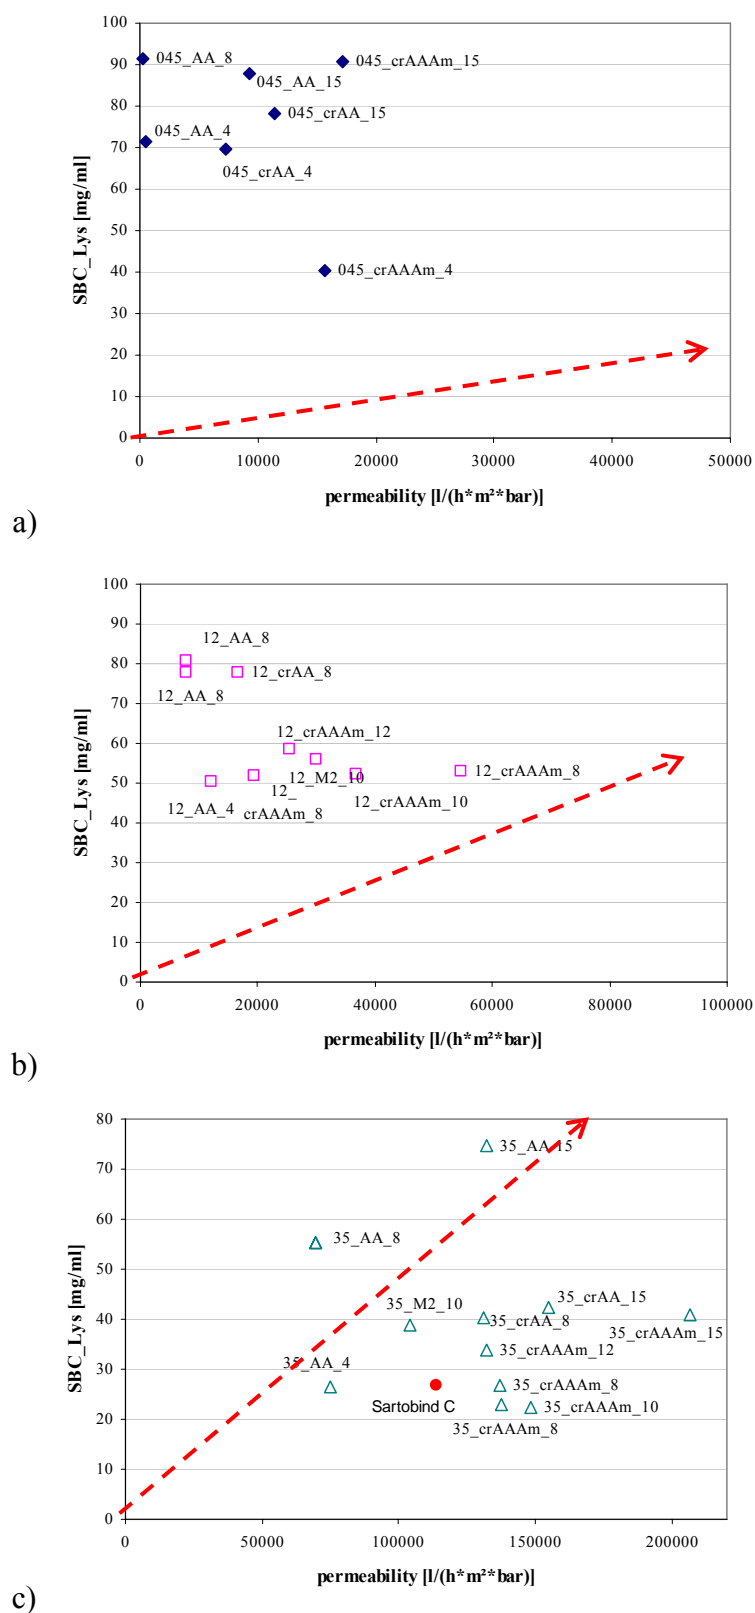 100
90
80
70
60
50
40
30
20
10
0
SBC_Lys [mg/ml]
045_AA_8
045_crAAAm_15
045_AA_15
045_crAA_15
045_AA_4
045_crAA_4
045_crAAAm_4
0 10000 20000 30000 40000 50000
permeability [l/(h*m²*bar)]
a)
100
90
80
70
60
50
40
30
20
10
0
SBC_Lys [mg/ml]
12_AA_8
12_crAA_8
12_AA_8
12_crAAAm_12
12_crAAAm_8
12_M2_10
12_
12_AA_4
12_crAAAm_10
crAAAm_8
0 20000 40000 60000 80000 100000
permeability [l/(h*m²*bar)]
b)
80
70
60
50
40
30
20
10
0
SBC_Lys [mg/ml]
35_AA_15
35_AA_8
35_M2_10
35_crAA_15
35_crAA_8
35_crAAAm_15
35_crAAAm_12
35_AA_4
35_crAAAm_8
Sartobind C
35_crAAAm_10
35_crAAAm_8
0 50000 100000 150000 200000
permeability [l/(h*m²*bar)]
c)